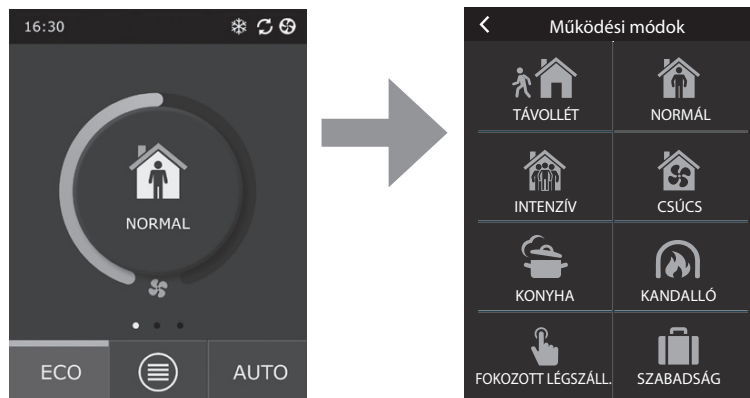 16:30
NORMAL
ECO
AUTO
Működési módok
TÁVOLLÉT
NORMÁL
INTENZÍV
CSÚCS
KONYHA
KANDALLÓ
FOKOZOTT LÉGSZÁLL.
SZABADSÁG